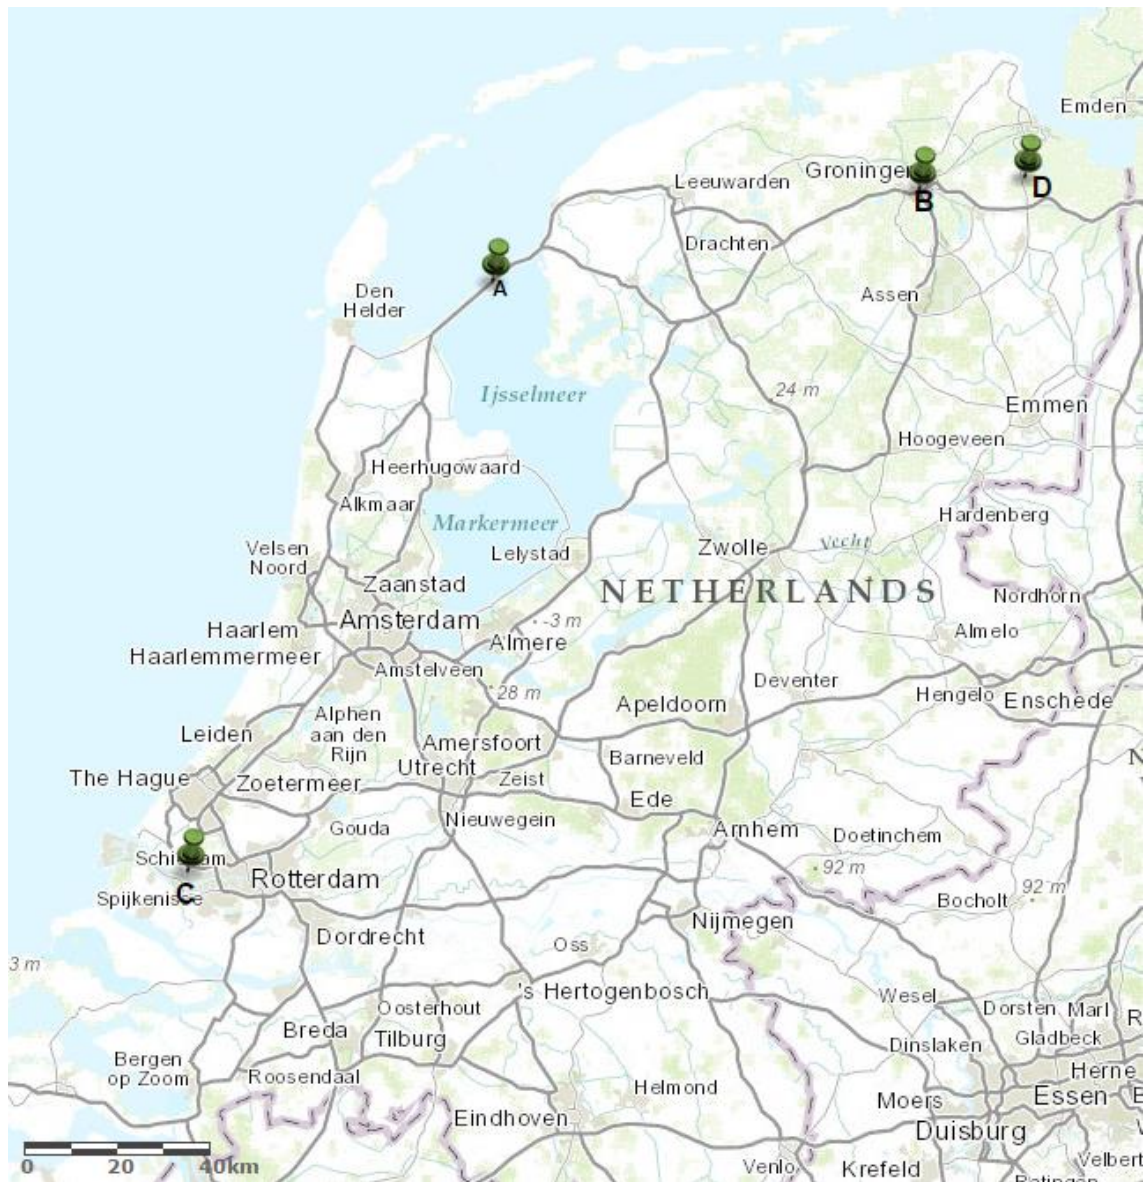 Emden
Groningen
Leeuwarden
B
D
Drachten
A
Den
Helder
Assen
Ijsselmeer
24 m
Emmen
Hoogeveen
Heerhugowaard
Alkmaar
Hardenberg
Markermeer
Velsen
Noord
Lelystad
Zwolle
Vecht
Zaanstad
NETHERLANDS
Nordhorn
Amsterdam
-3 m
Haarlem
Almelo
Almere
Haarlemmermeer
Amstelveen
Deventer
28 m
Hengelo
Enschede
Apeldoorn
Alphen
aan den
Rijn
Leiden
Amersfoort
Barneveld
N
Utrecht
The Hague
Zoetermeer
Zeist
Ede
Nieuwegein
Gouda
Arnhem
Doetinchem
Schiedam
92 m
Rotterdam
C
92 m
Spijkenisse
Bocholt
Nijmegen
Dordrecht
Oss
3 m
's Hertogenbosch
Wesel
Oosterhout
Dorsten
Marl
R
Breda
Tilburg
Gladbeck
Dinslaken
Bergen
op Zoom
Roosendaal
Herne
Helmond
Moers
Essen
E
Eindhoven
Duisburg
V
Velbert
0 20 40km
Venlo
Krefeld
Ratingen